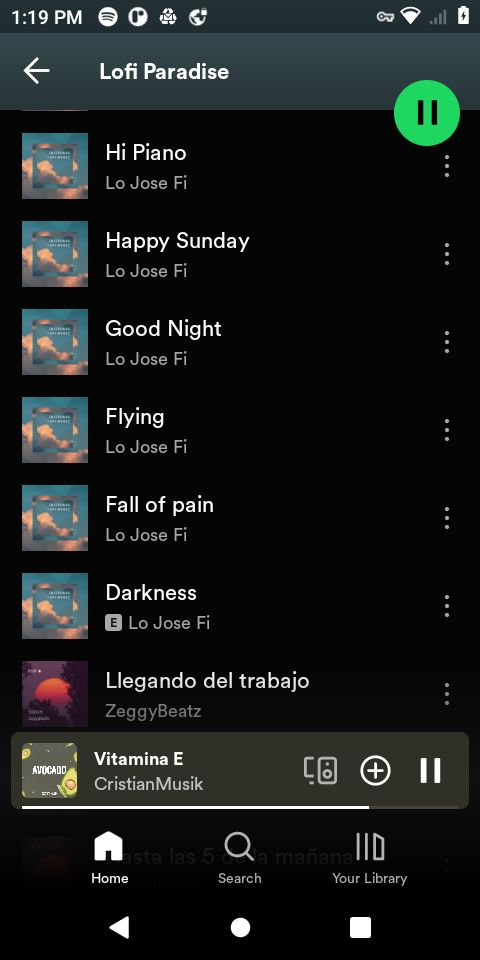 1:19 PM
Lofi Paradise
Hi Piano
Lo Jose Fi
Happy Sunday
Lo Jose Fi
Good Night
Lo Jose Fi
Flying
Lo Jose Fi
Fall of pain
Lo Jose Fi
Darkness
E Lo Jose Fi
Llegando del trabajo
ZeggyBeatz
AVOCADO
Vitamina E
CristianMusik
Hasta las 5 de la mañana
Home
Search
Your Library